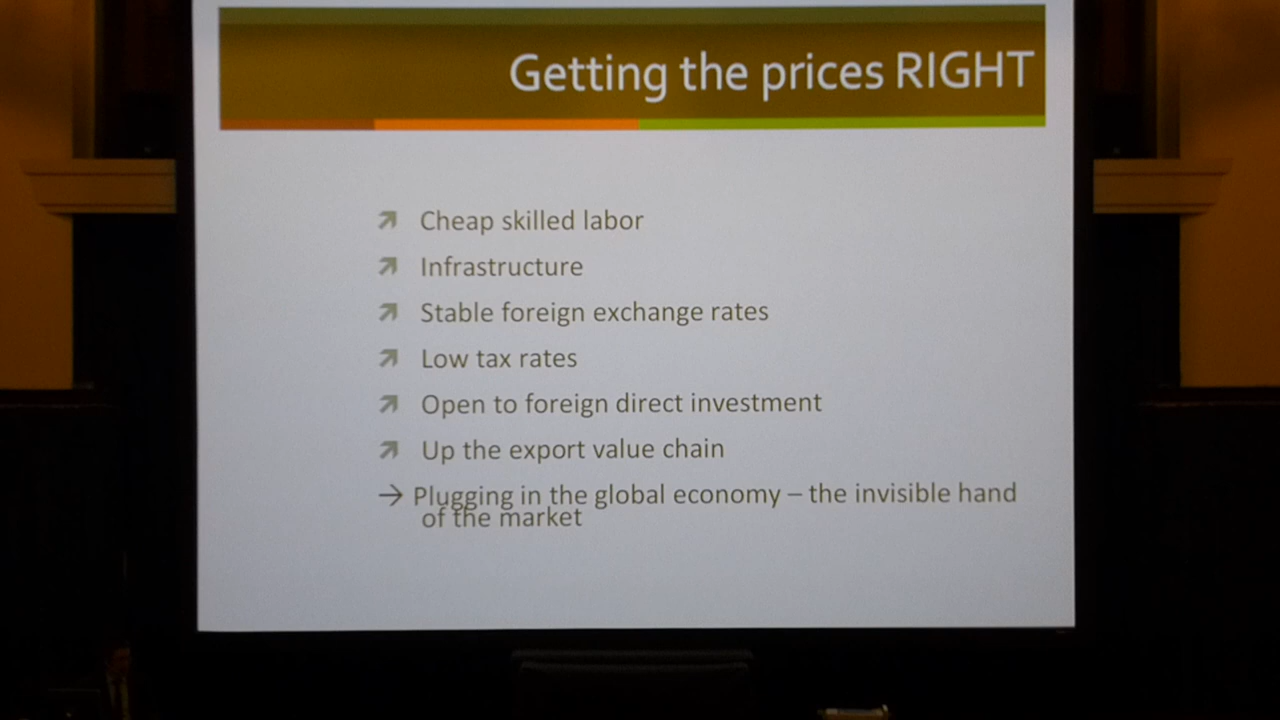 Getting the prices RIGHT
Cheap skilled labor
Infrastructure
Stable foreign exchange rates
Low tax rates
Open to foreign direct investment
Up the export value chain
→ Plugging in the global economy – the invisible hand
of the market